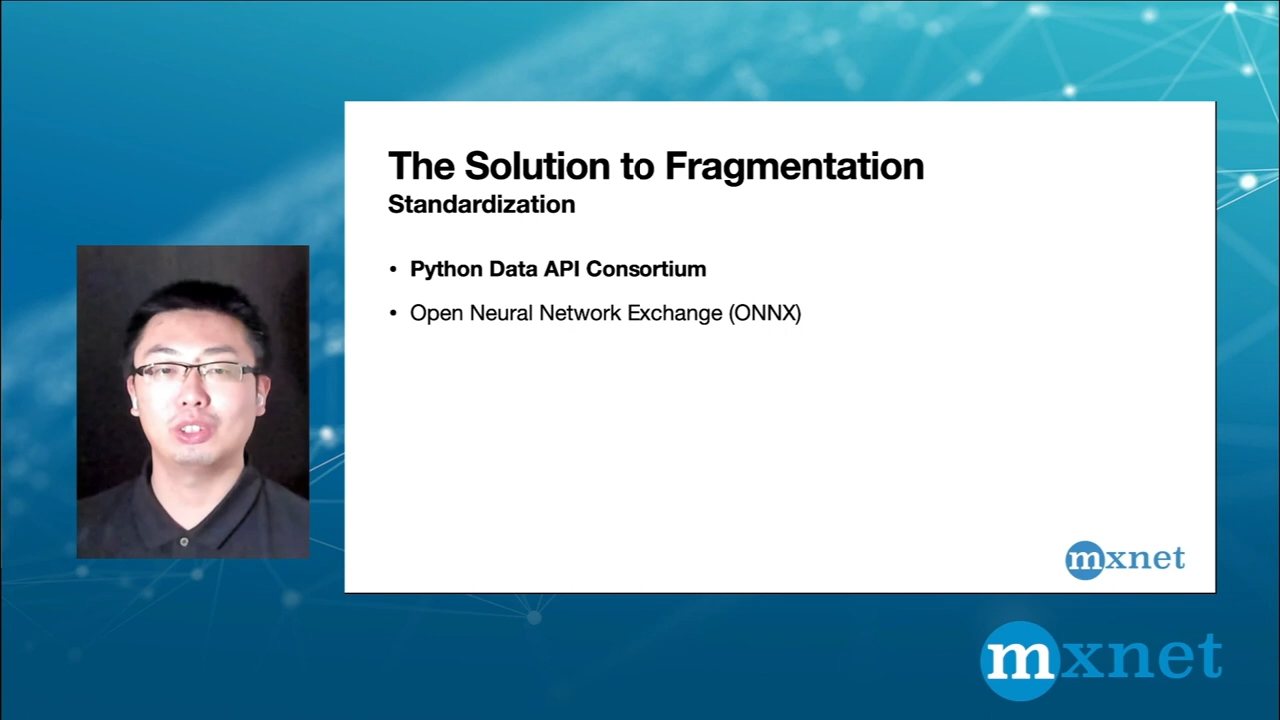 The Solution to Fragmentation
Standardization
• Python Data API Consortium
• Open Neural Network Exchange (ONNX)
mxnet
mxnet